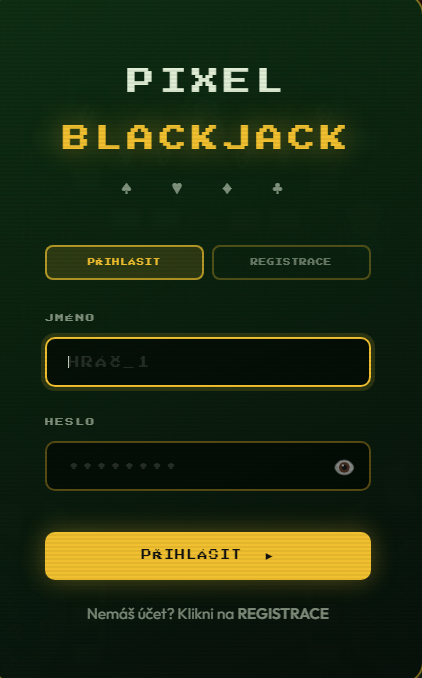 PIXEL
BLACKJACK
♠ ♥ ♦ ♣
PŘIHLÁSIT REGISTRACE
JMéNO
HRÁč_1
HESLO
PŘIHLÁSIT ▸
Nemáš účet? Klikni na REGISTRACE